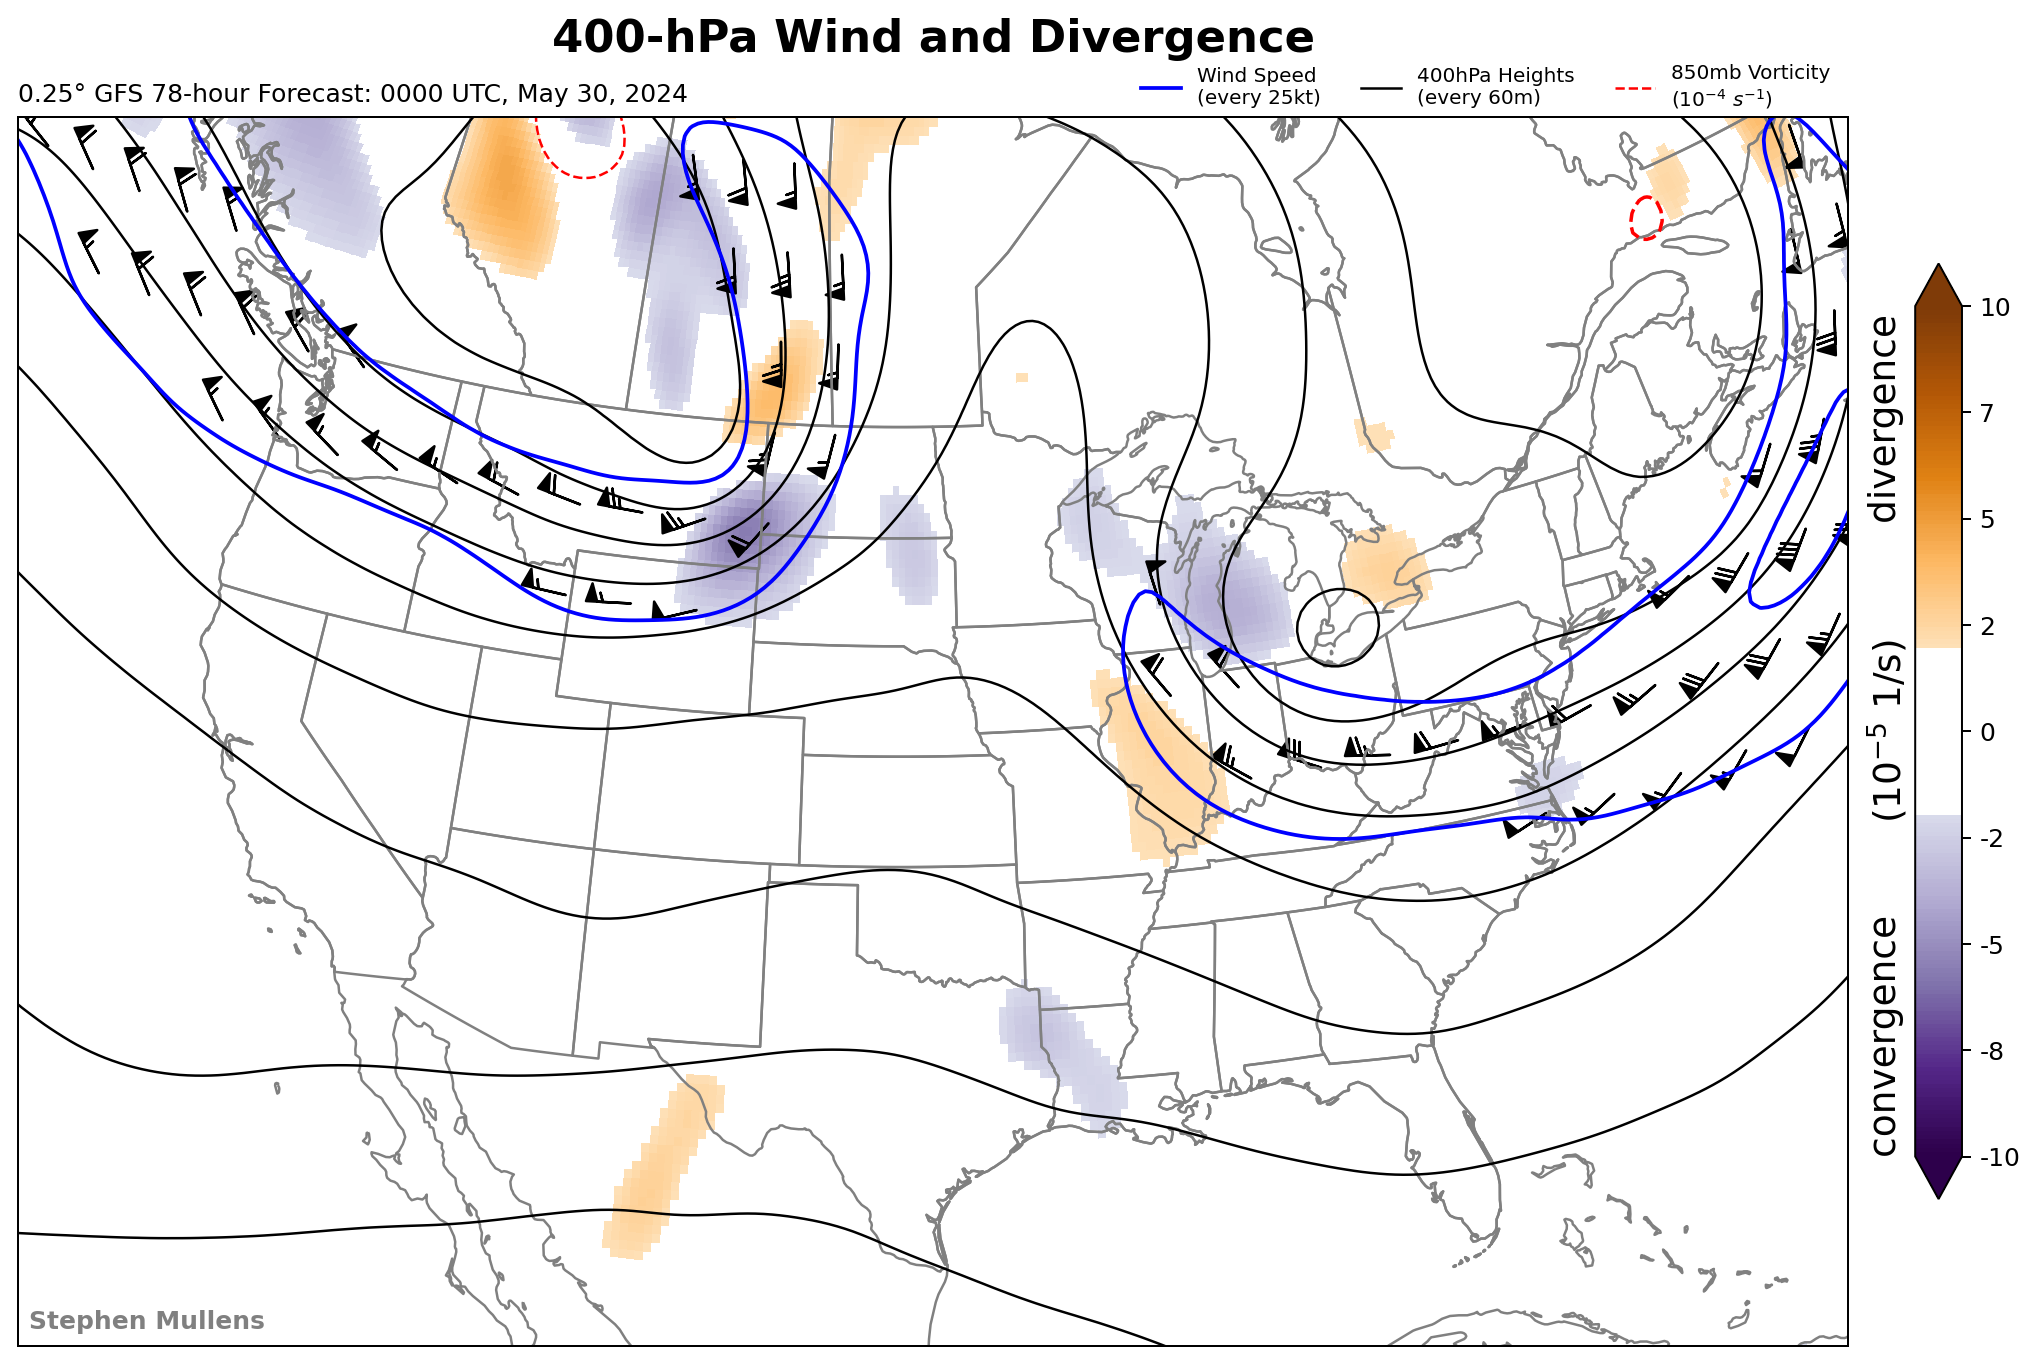 400-hPa Wind and Divergence
0.25° GFS 78-hour Forecast: 0000 UTC, May 30, 2024
Wind Speed
(every 25kt)
400hPa Heights
(every 60m)
850mb Vorticity
(10⁻⁴ s⁻¹)
10
7
5
2
0
-2
-5
-8
-10
convergence (10⁻⁵ 1/s) divergence
Stephen Mullens